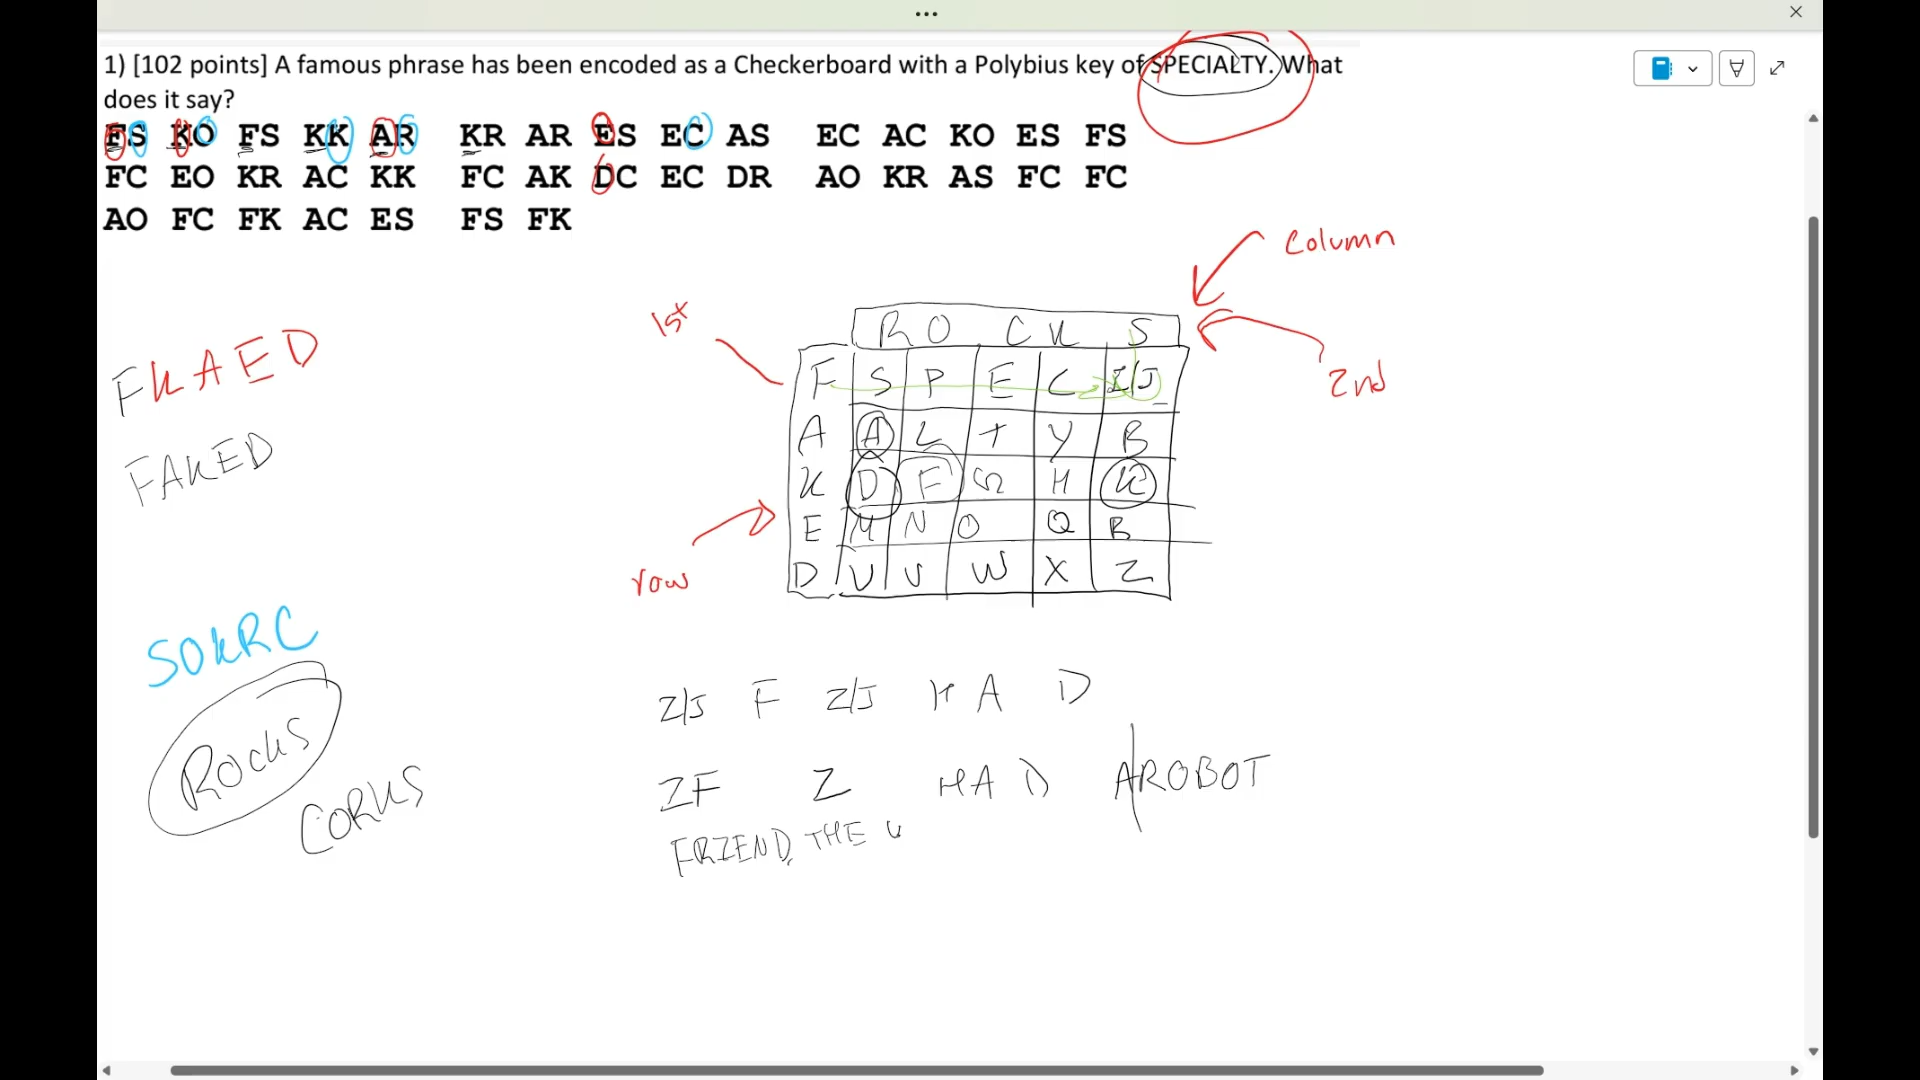 1) [102 points] A famous phrase has been encoded as a Checkerboard with a Polybius key of SPECIALTY. What
does it say?
FS KO FS KK AR KR AR ES EC AS EC AC KO ES FS
FC EO KR AC KK FC AK DC EC DR AO KR AS FC FC
AO FC FK AC ES FS FK
Column
1st
2nd
R O C K S
F S P E C I/J
A A L T Y B
K D F G H K
E M N O Q R
D U V W X Z
row
FKAED
FAKED
SOKRC
ROCKS
CORKS
I/J F I/J H A D
IF I HAD A ROBOT
FRIEND, THE